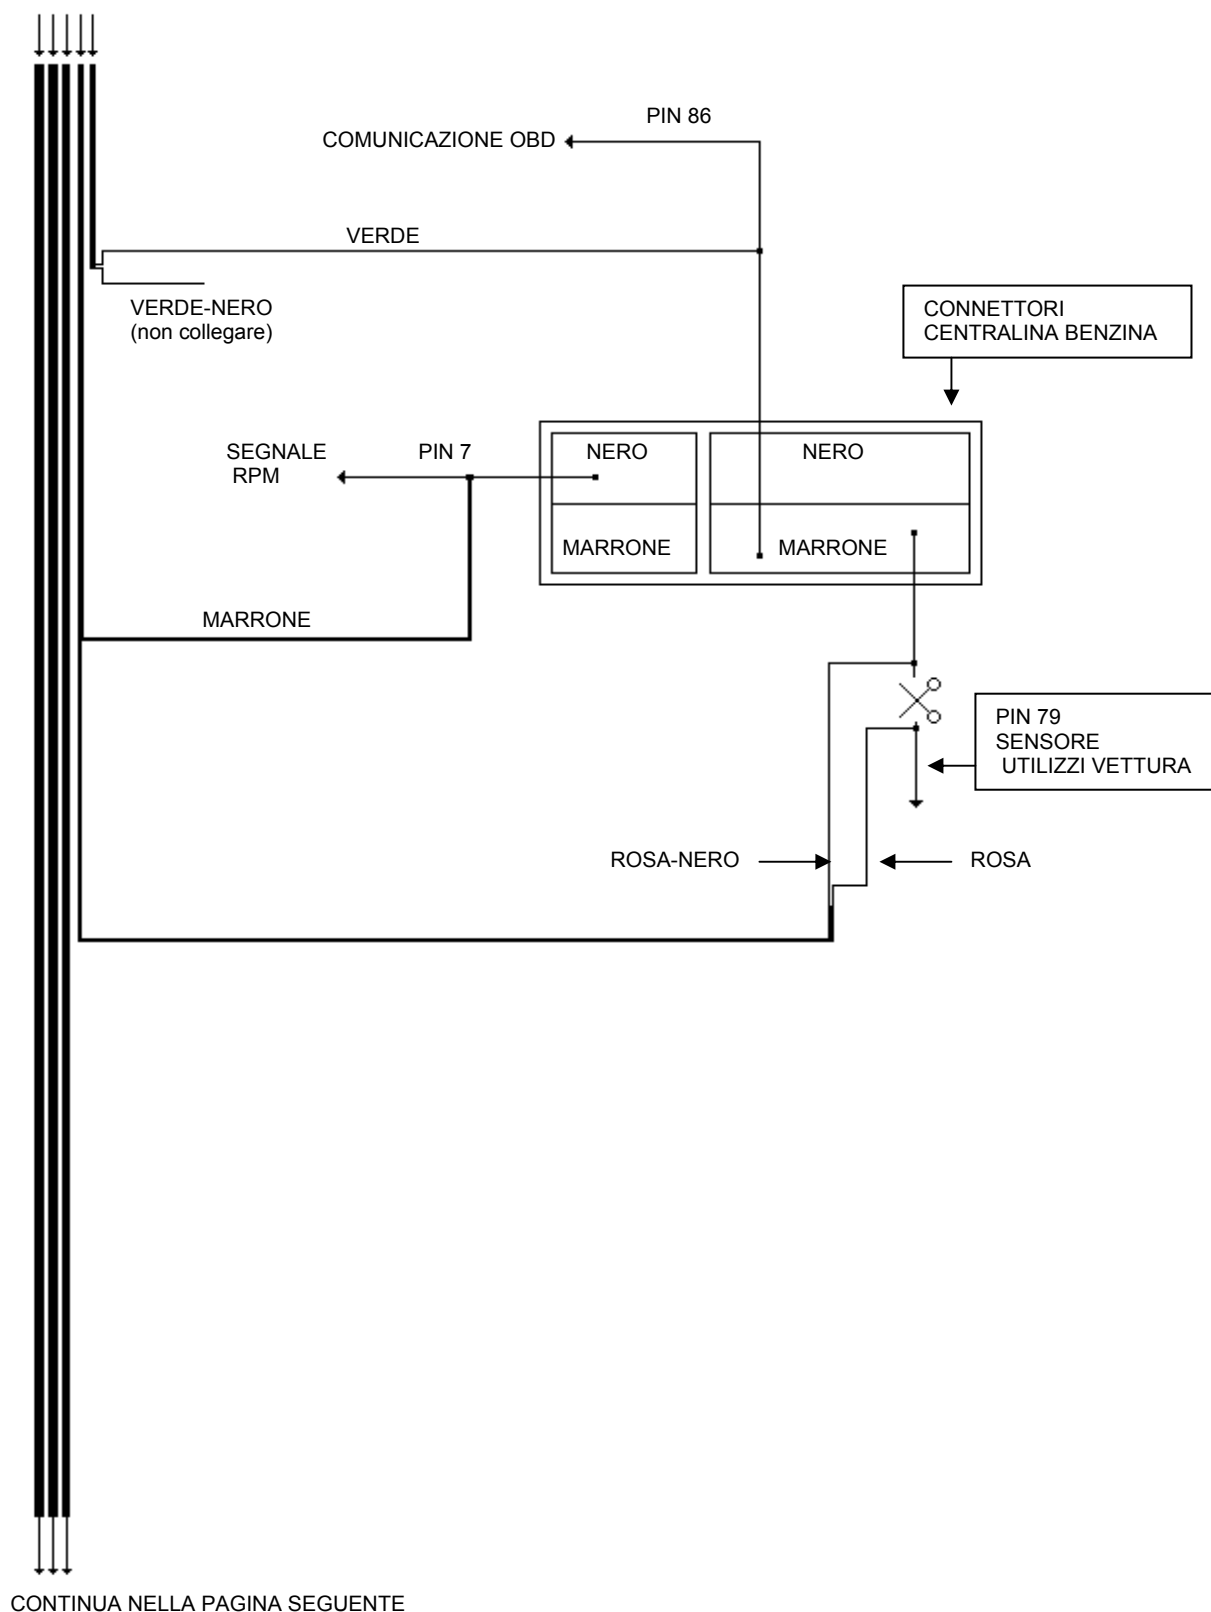 PIN 86
COMUNICAZIONE OBD
VERDE
VERDE-NERO
(non collegare)
CONNETTORI
CENTRALINA BENZINA
SEGNALE
RPM
PIN 7
NERO
NERO
MARRONE
MARRONE
MARRONE
PIN 79
SENSORE
UTILIZZI VETTURA
ROSA-NERO
ROSA
CONTINUA NELLA PAGINA SEGUENTE